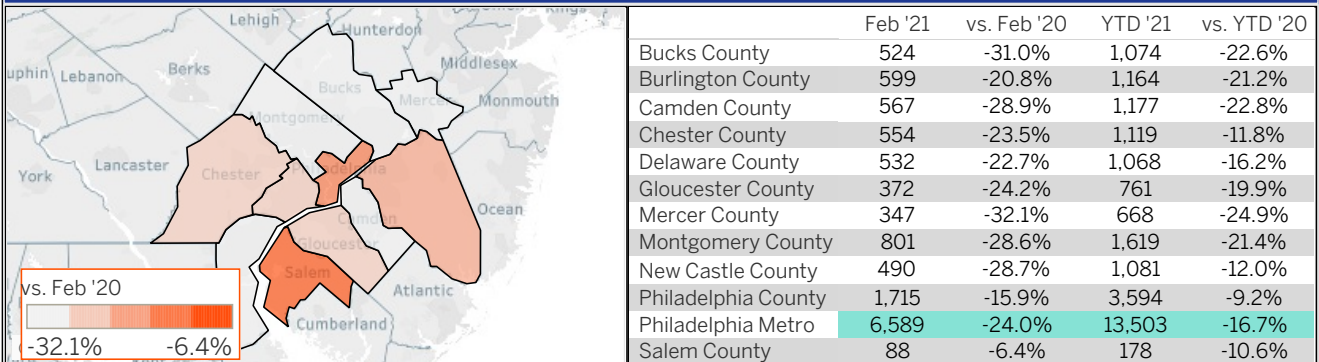 Lehigh
Hunterdon
Kings
uphin
Lebanon
Berks
Bucks
Middlesex
Mercer
Monmouth
Montgomery
Lancaster
York
Chester
Philadelphia
Ocean
Camden
Gloucester
Salem
Atlantic
Cumberland
vs. Feb '20
-32.1% -6.4%
Feb '21 vs. Feb '20 YTD '21 vs. YTD '20
Bucks County 524 -31.0% 1,074 -22.6%
Burlington County 599 -20.8% 1,164 -21.2%
Camden County 567 -28.9% 1,177 -22.8%
Chester County 554 -23.5% 1,119 -11.8%
Delaware County 532 -22.7% 1,068 -16.2%
Gloucester County 372 -24.2% 761 -19.9%
Mercer County 347 -32.1% 668 -24.9%
Montgomery County 801 -28.6% 1,619 -21.4%
New Castle County 490 -28.7% 1,081 -12.0%
Philadelphia County 1,715 -15.9% 3,594 -9.2%
Philadelphia Metro 6,589 -24.0% 13,503 -16.7%
Salem County 88 -6.4% 178 -10.6%